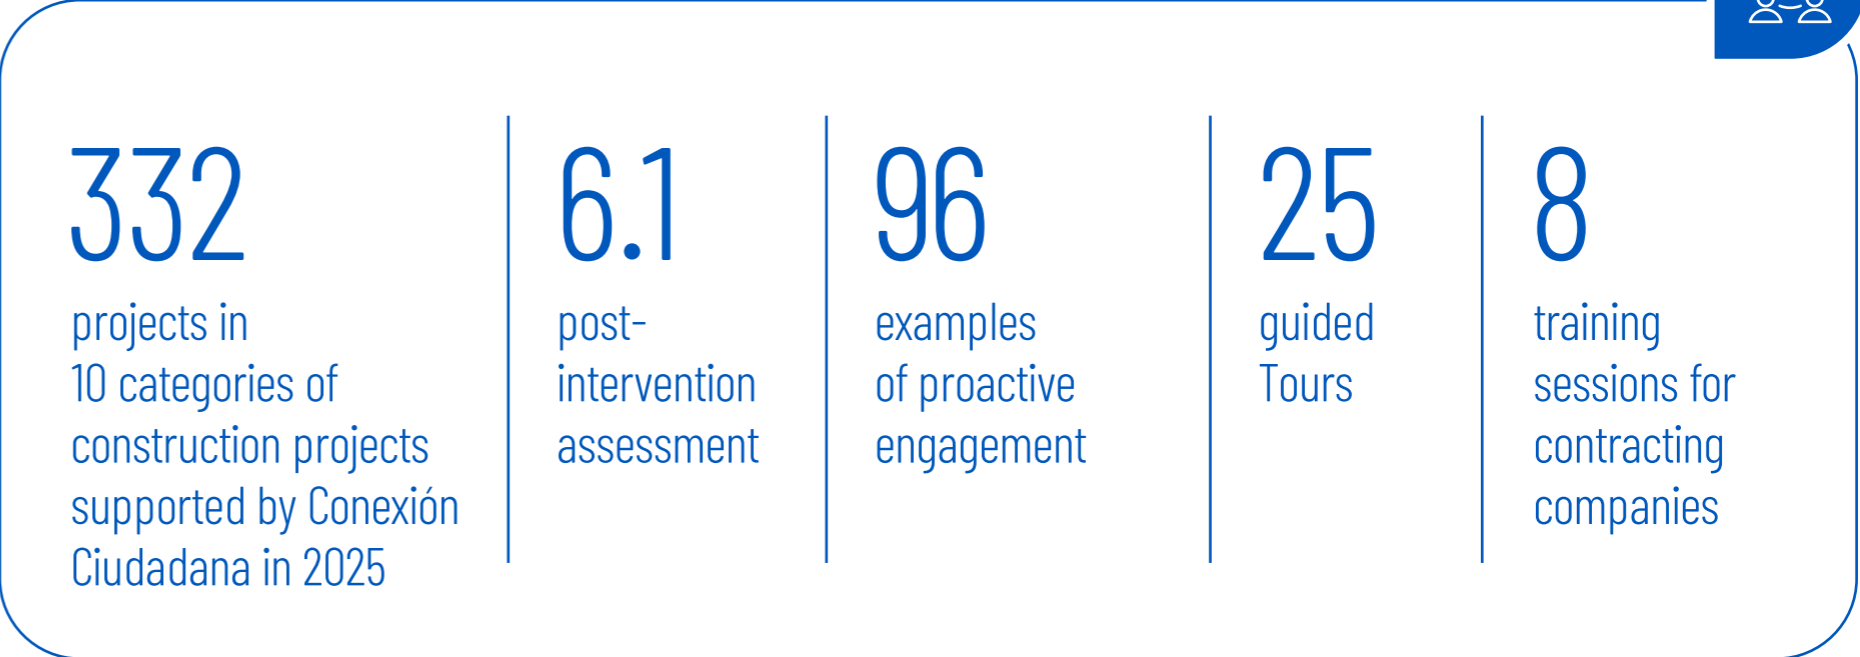 332
projects in
10 categories of
construction projects
supported by Conexión
Ciudadana in 2025
6.1
post-
intervention
assessment
96
examples
of proactive
engagement
25
guided
Tours
8
training
sessions for
contracting
companies